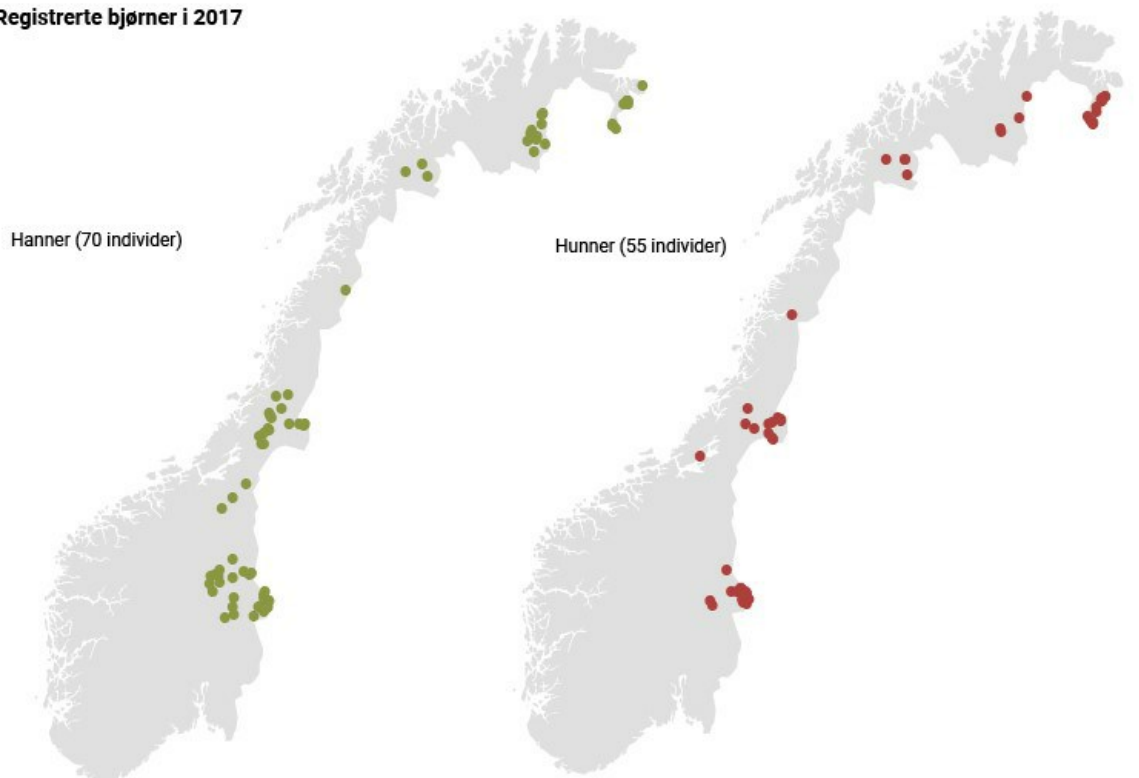 Registrerte bjørner i 2017
Hanner (70 individer)
Hunner (55 individer)